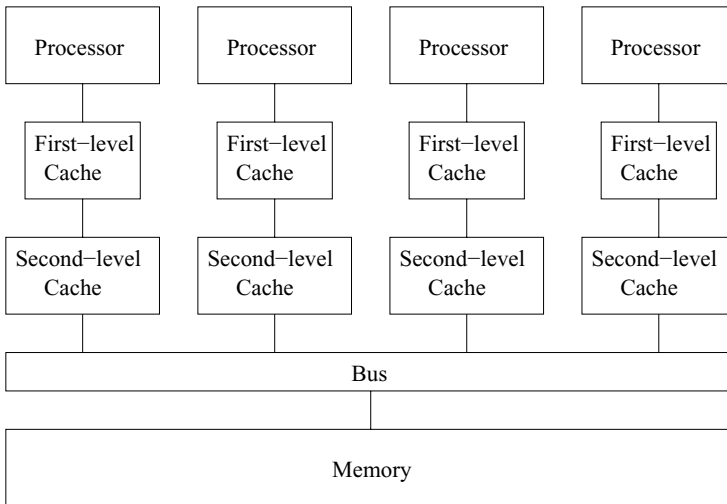 Processor
Processor
Processor
Processor
First−level
Cache
First−level
Cache
First−level
Cache
First−level
Cache
Second−level
Cache
Second−level
Cache
Second−level
Cache
Second−level
Cache
Bus
Memory